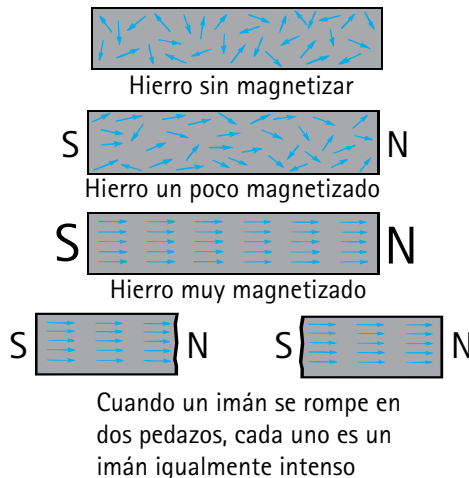 Hierro sin magnetizar
S N
Hierro un poco magnetizado
S N
Hierro muy magnetizado
S N S N
Cuando un imán se rompe en
dos pedazos, cada uno es un
imán igualmente intenso